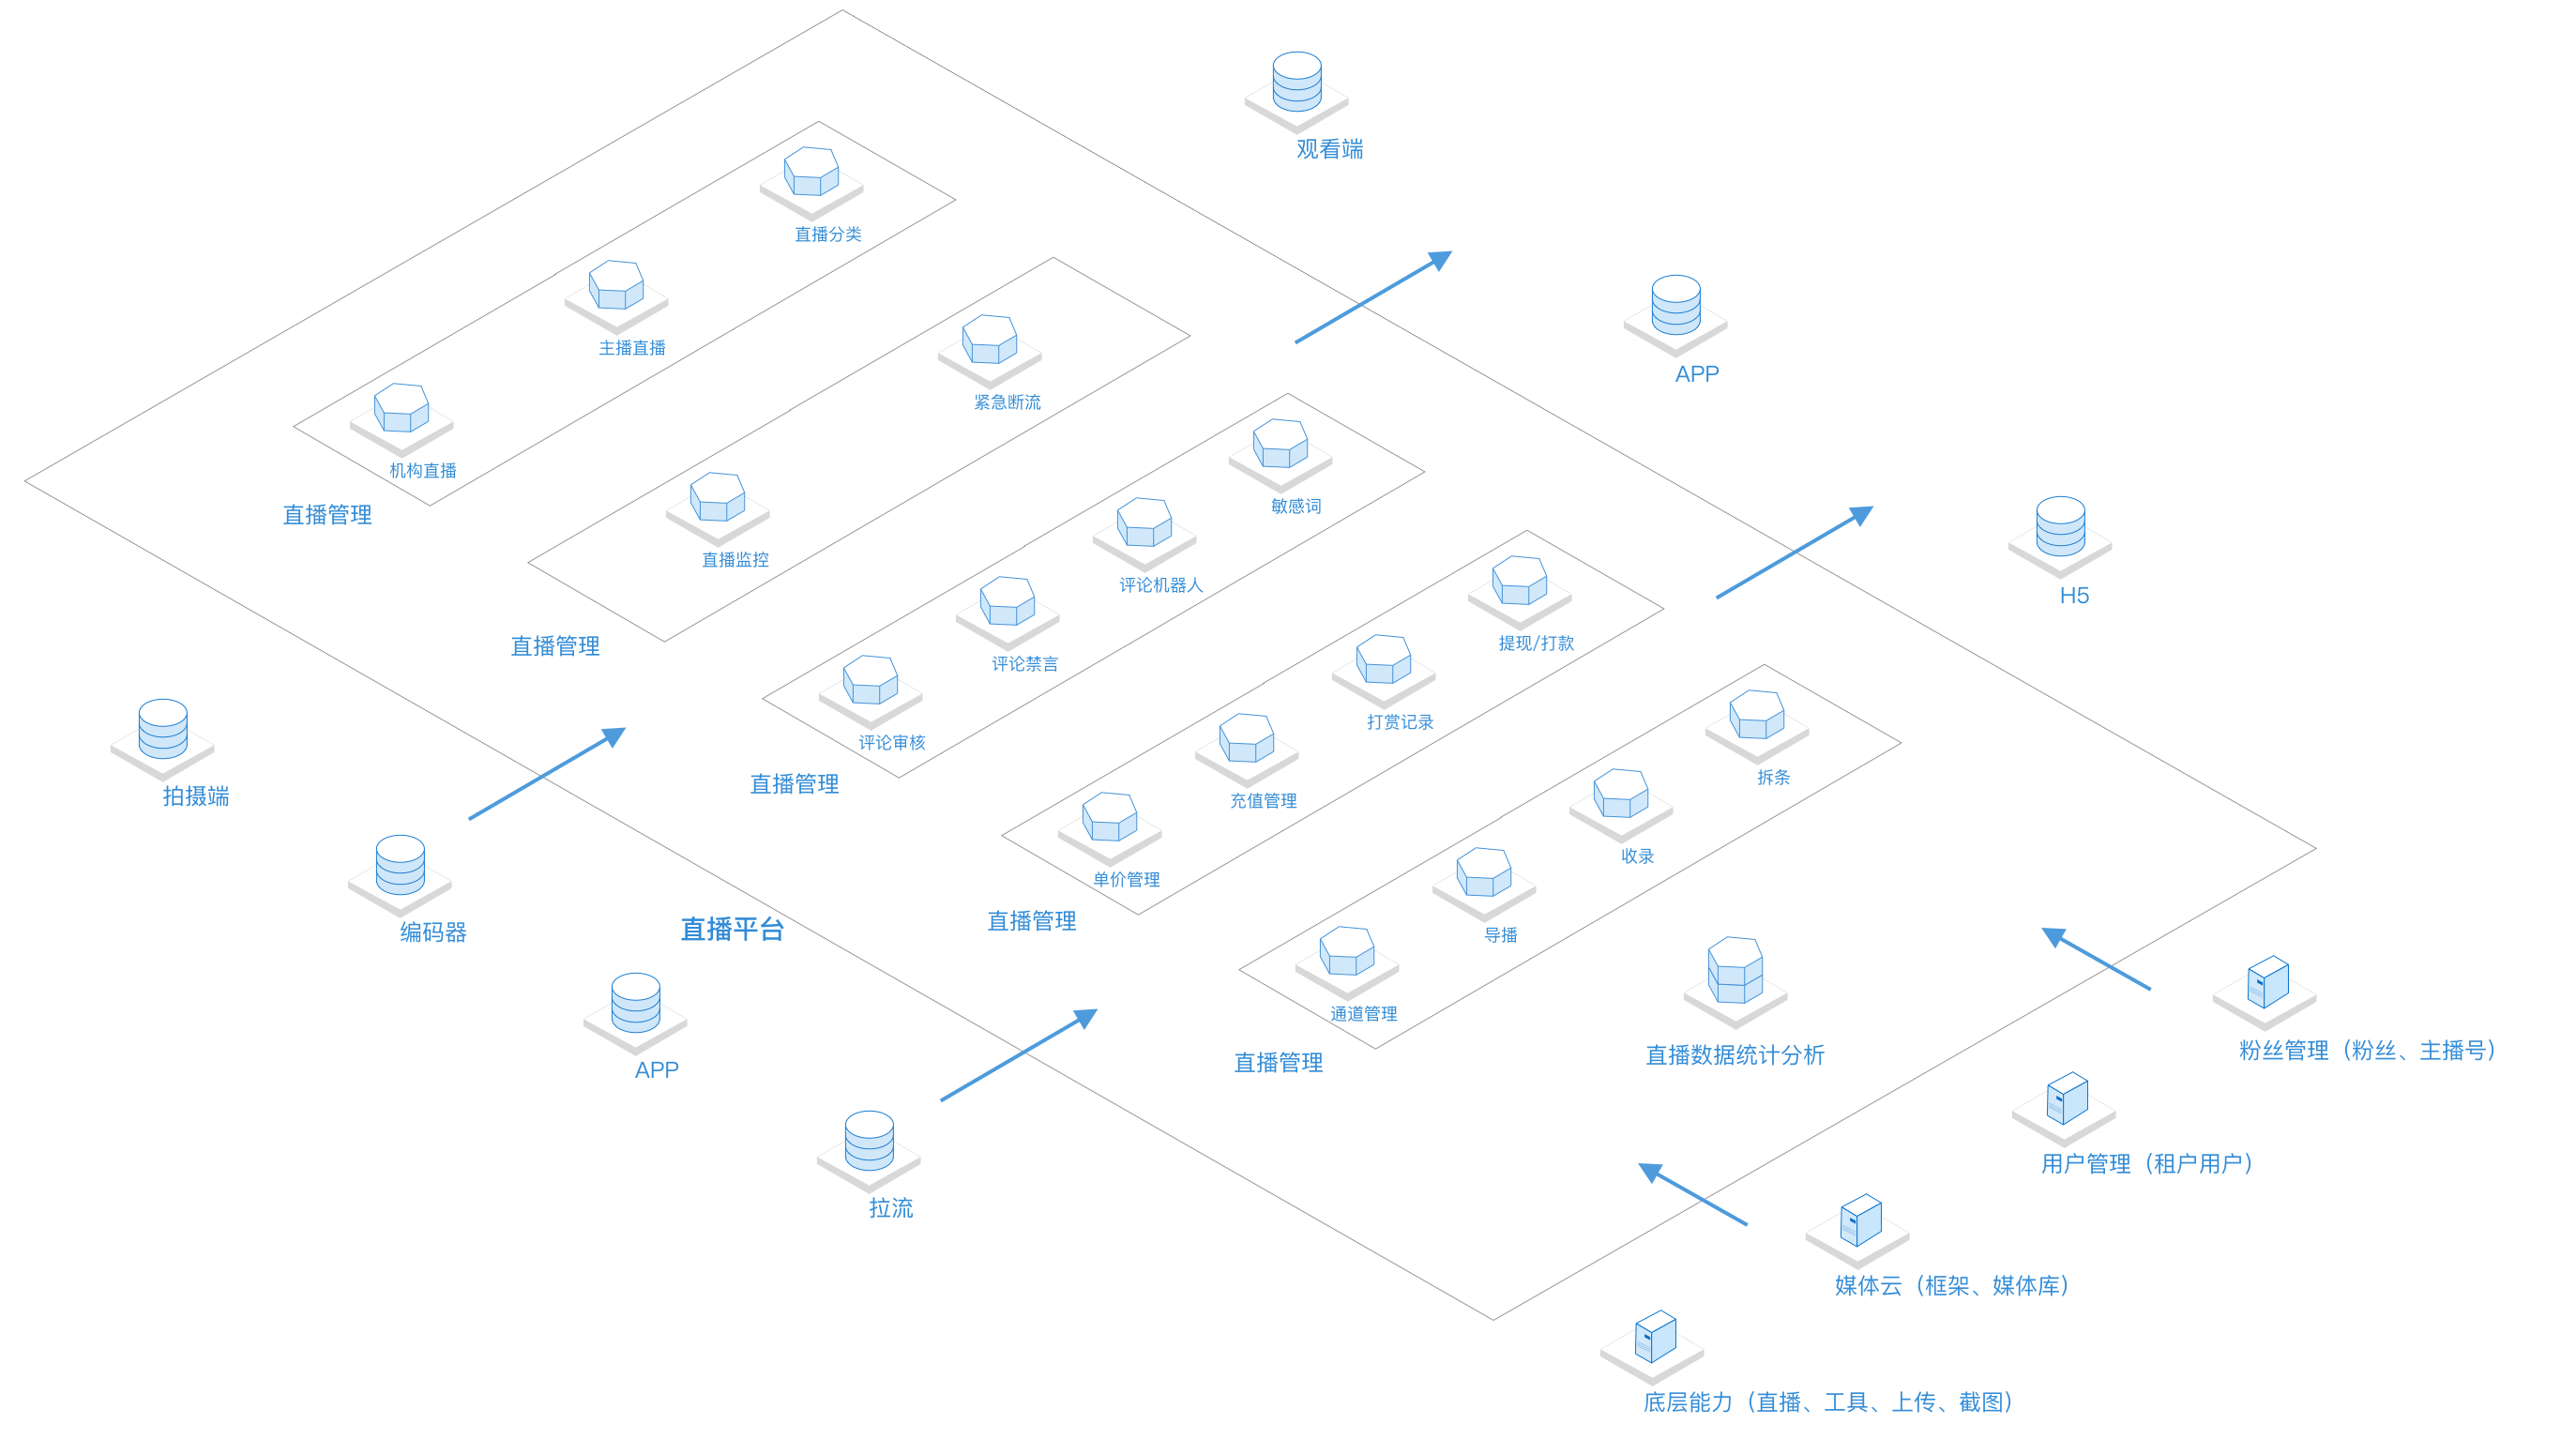 观看端
直播分类
主播直播
机构直播
直播管理
APP
紧急断流
直播监控
直播管理
H5
敏感词
评论机器人
评论禁言
评论审核
直播管理
提现/打款
打赏记录
充值管理
单价管理
直播管理
拆条
收录
导播
通道管理
直播管理
直播数据统计分析
直播平台
拍摄端
编码器
APP
拉流
粉丝管理（粉丝、主播号）
用户管理（租户用户）
媒体云（框架、媒体库）
底层能力（直播、工具、上传、截图）